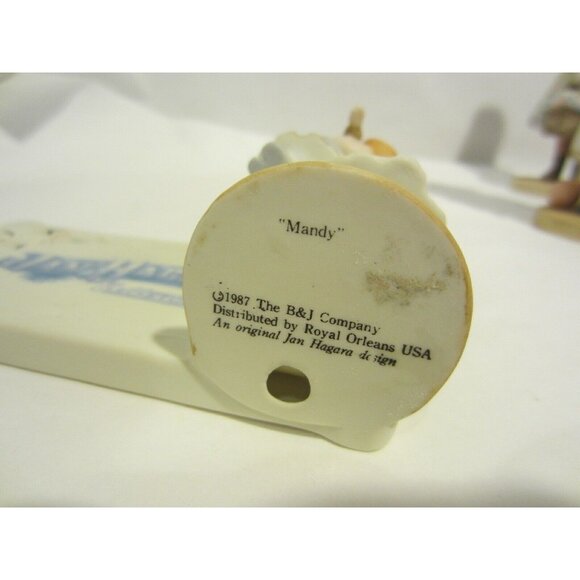 "Mandy"
©1987 The B&J Company
Distributed by Royal Orleans USA
An original Jan Hagara design